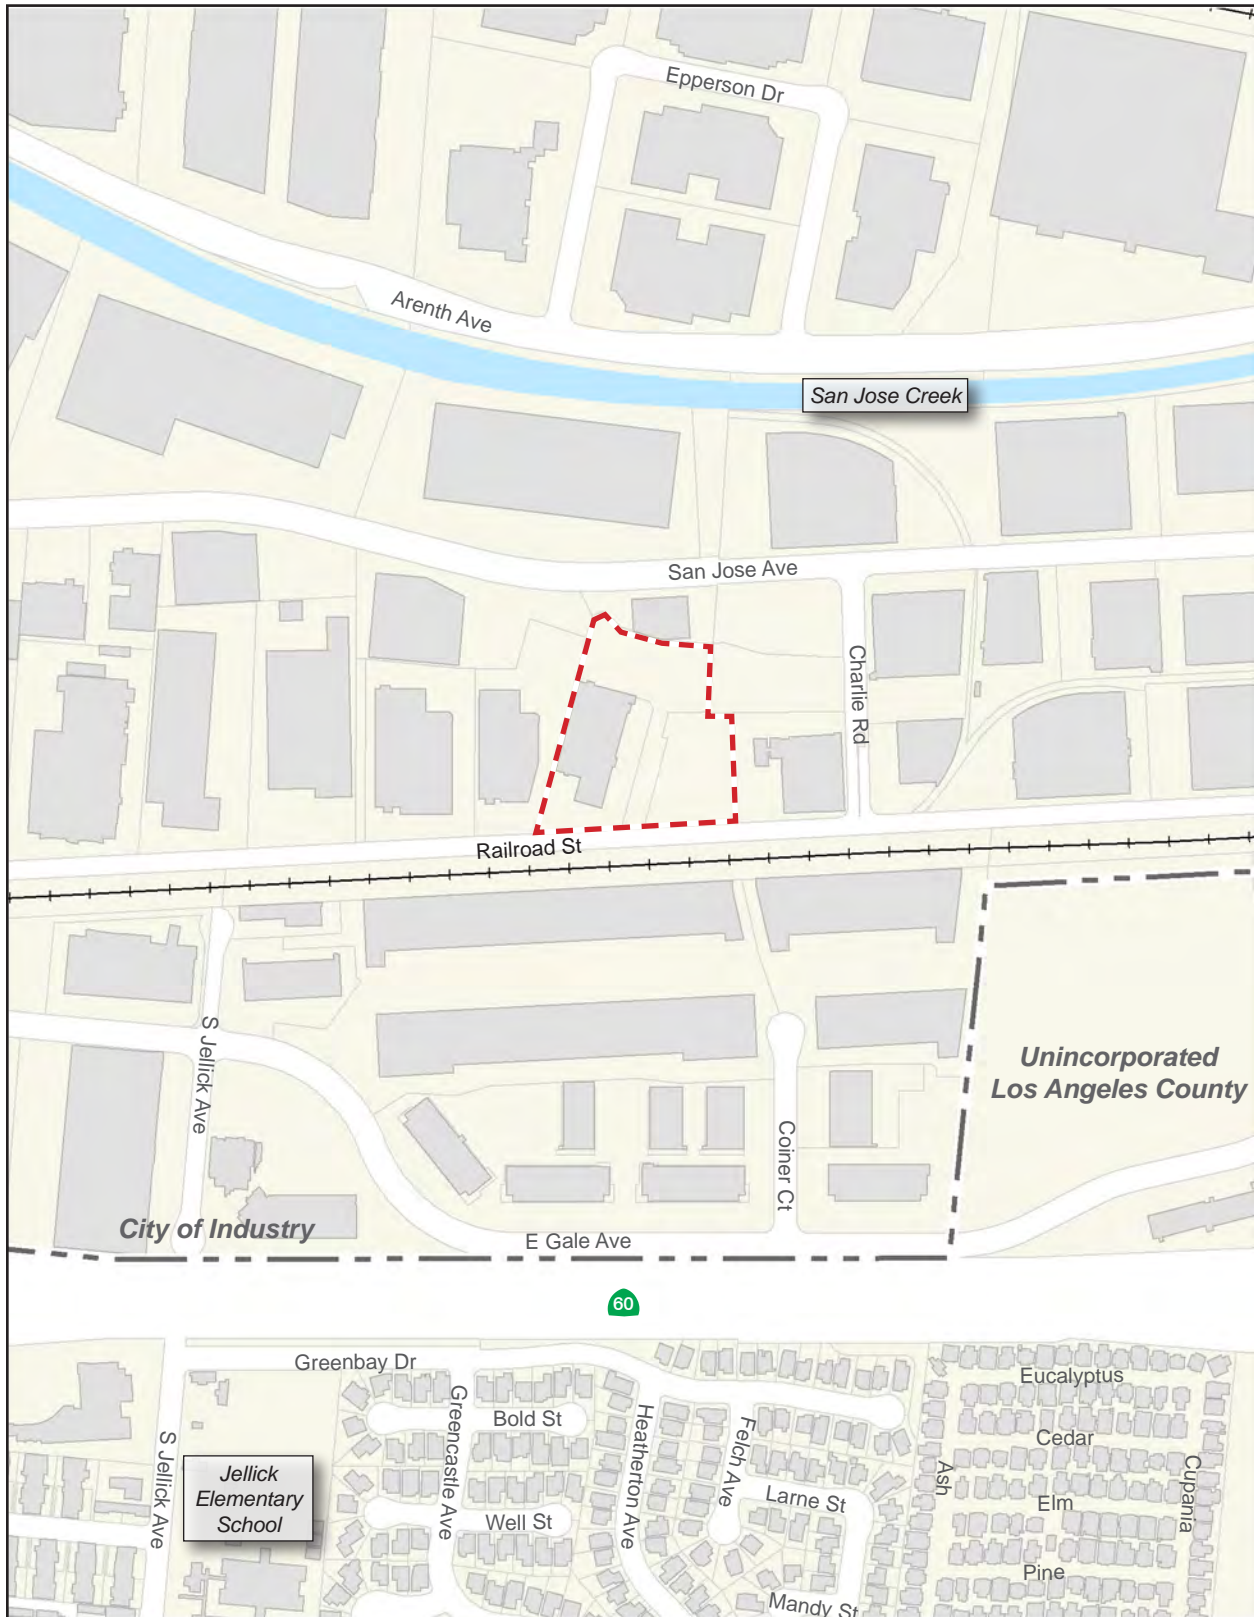 Epperson Dr
Arenth Ave
San Jose Creek
San Jose Ave
Charlie Rd
Railroad St
S Jellick Ave
Unincorporated
Los Angeles County
Coiner Ct
City of Industry
E Gale Ave
60
Greenbay Dr
Eucalyptus
Greencastle Ave
Bold St
Heatherton Ave
Felch Ave
Cedar
S Jellick Ave
Jellick
Elementary
School
Ash
Cupania
Larne St
Elm
Well St
Pine
Mandy St